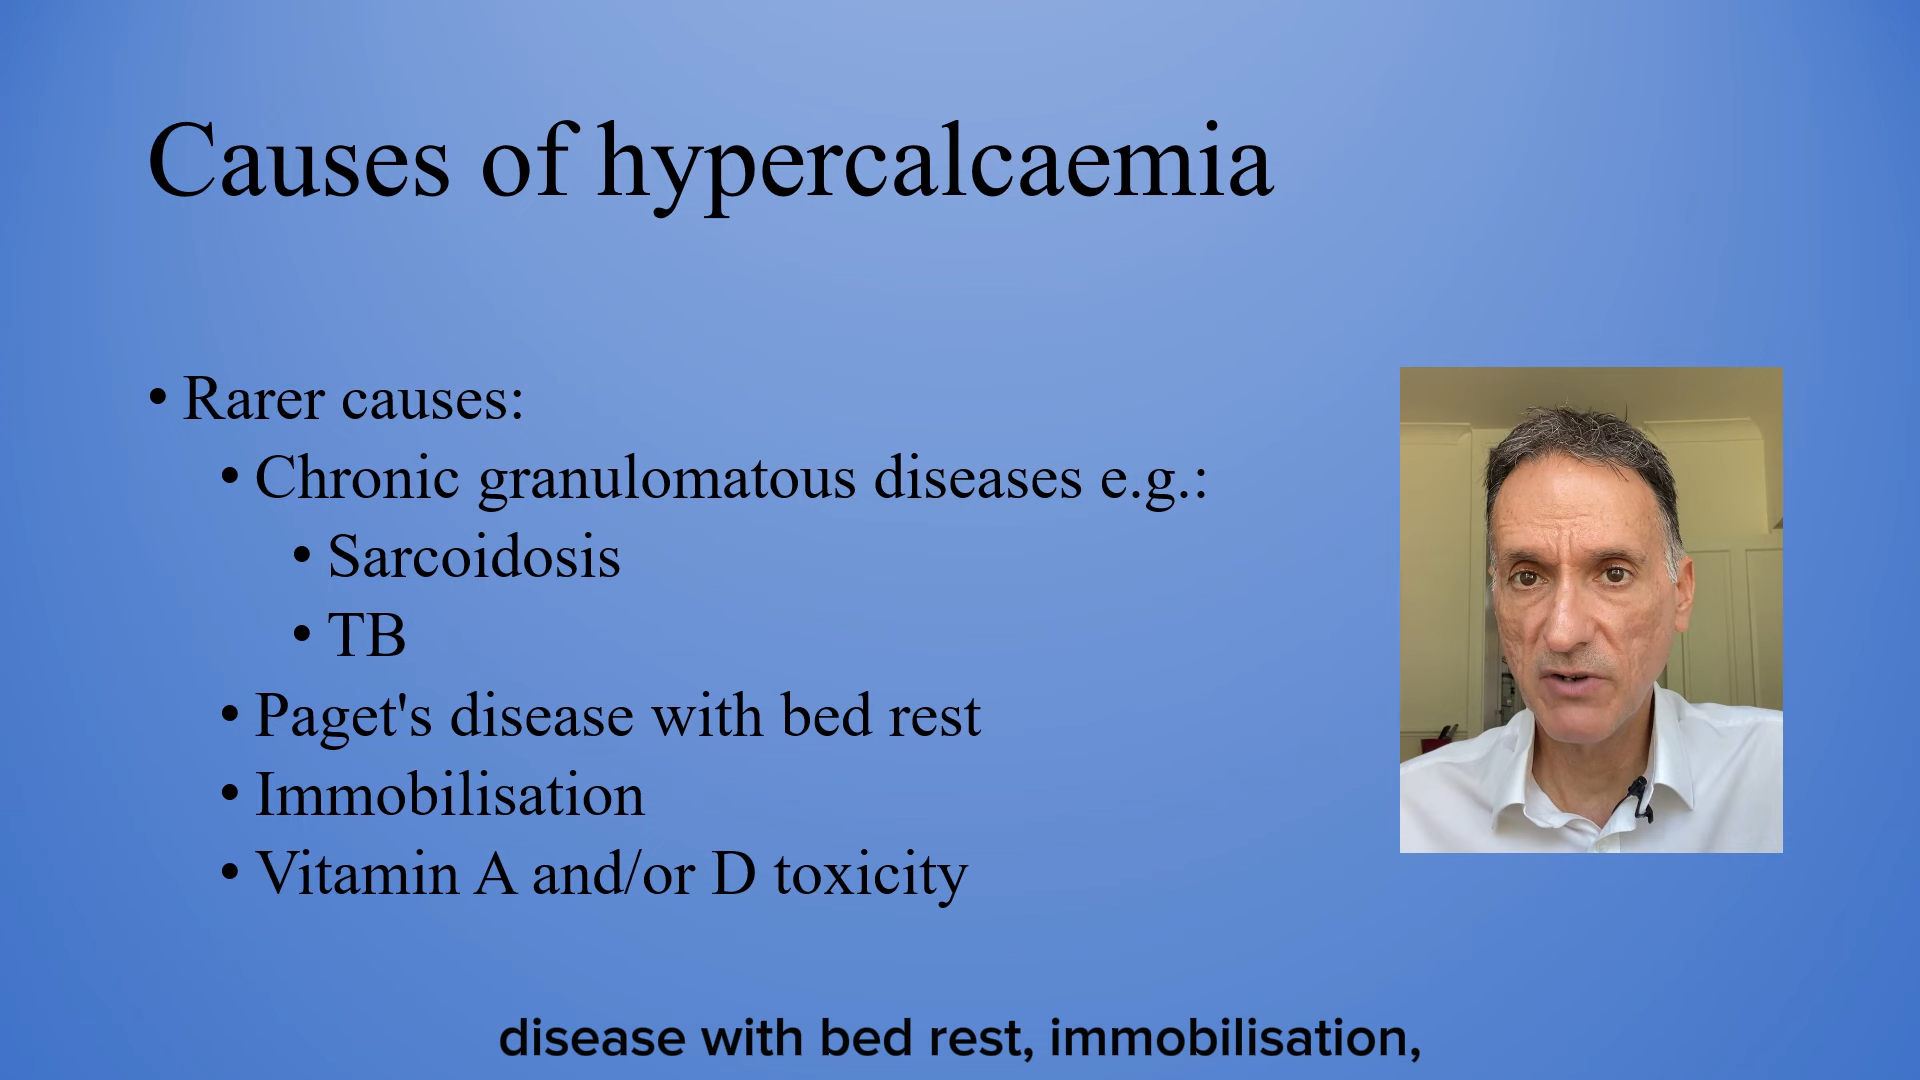 Causes of hypercalcaemia
• Rarer causes:
• Chronic granulomatous diseases e.g.:
• Sarcoidosis
• TB
• Paget's disease with bed rest
• Immobilisation
• Vitamin A and/or D toxicity
disease with bed rest, immobilisation,